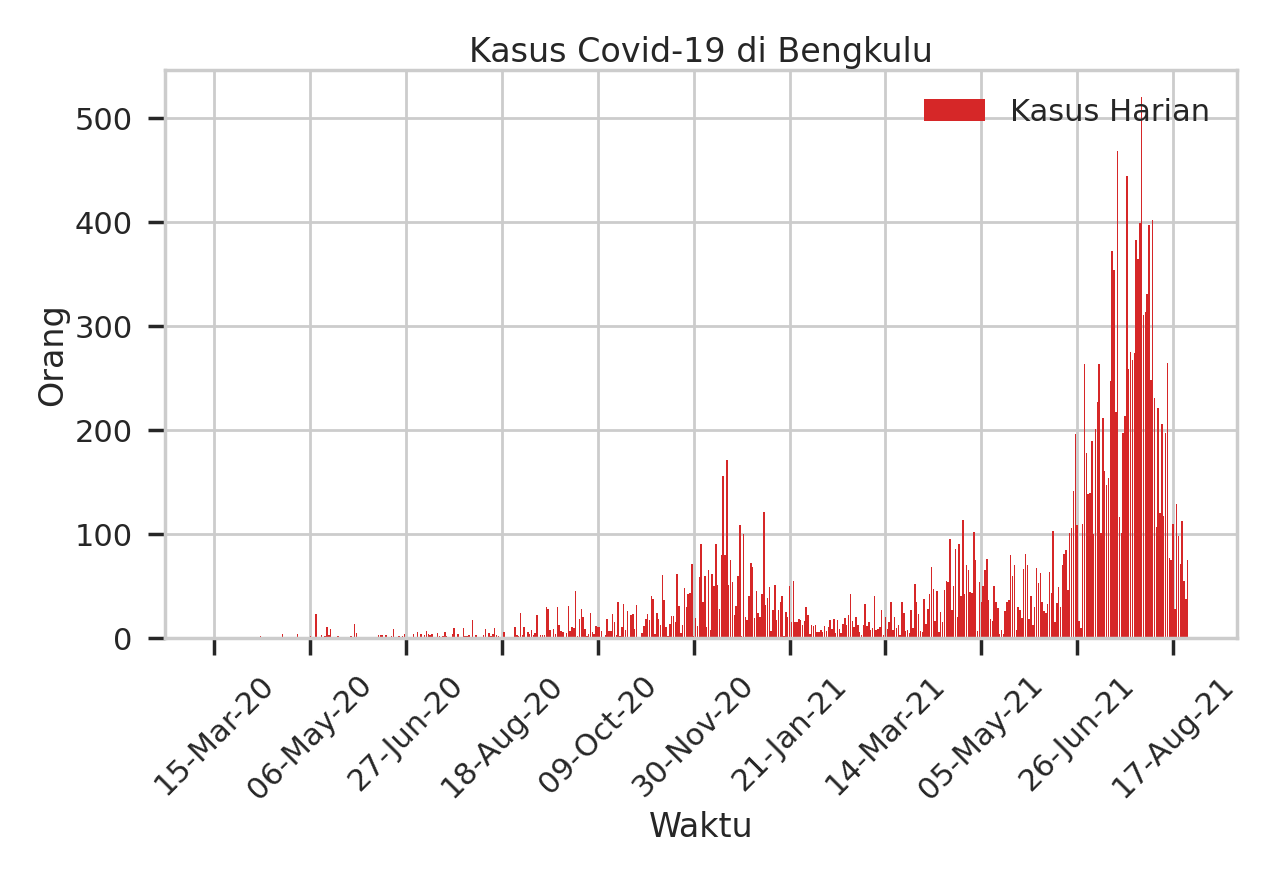 Kasus Covid-19 di Bengkulu
Kasus Harian
Orang
500
400
300
200
100
0
15-Mar-20
06-May-20
27-Jun-20
18-Aug-20
09-Oct-20
30-Nov-20
21-Jan-21
14-Mar-21
05-May-21
26-Jun-21
17-Aug-21
Waktu